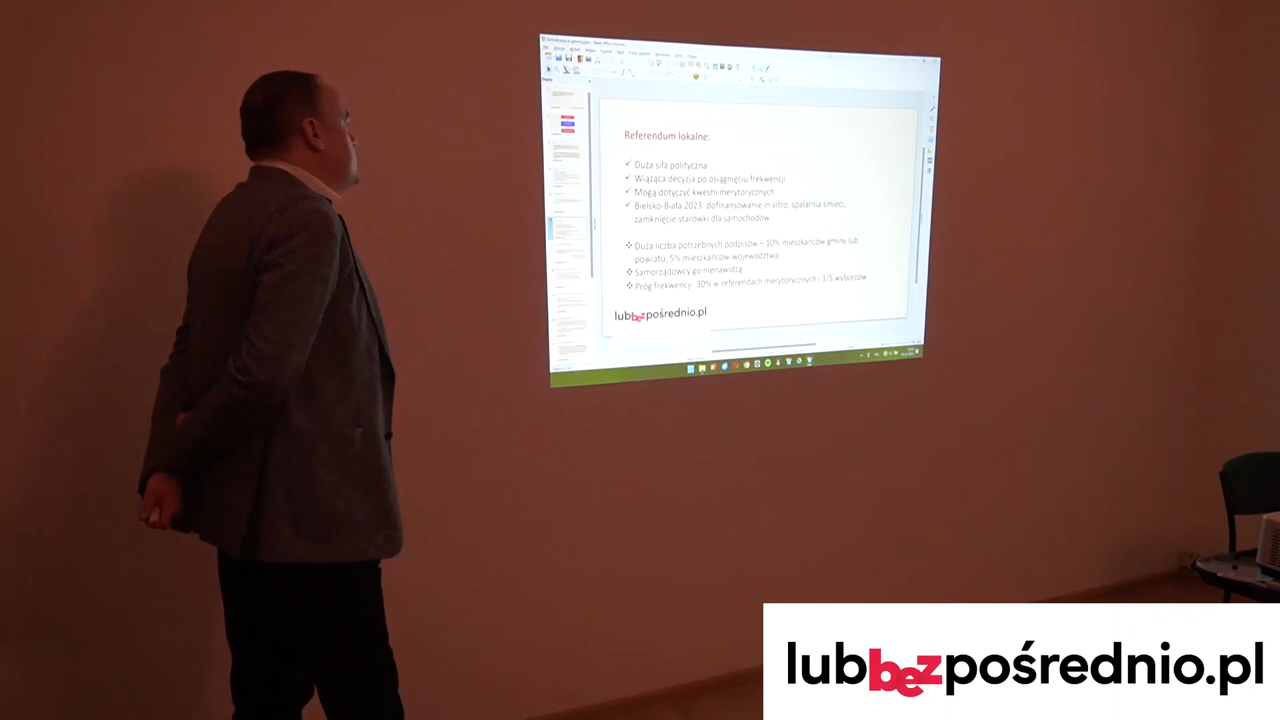 Referendum lokalne:
✓ Duża siła polityczna
✓ Wiążąca decyzja po osiągnięciu frekwencji
✓ Mogą dotyczyć kwestii merytorycznych
✓ Bielsko-Biała 2023: dofinansowanie in vitro, spalarnia śmieci,
zamknięcie starówki dla samochodów
❖ Duża liczba potrzebnych podpisów – 10% mieszkańców gminy lub
powiatu, 5% mieszkańców województwa
❖ Samorządowcy go nienawidzą
❖ Próg frekwencji: 30% w referendach merytorycznych i 3/5 wyborców
lubbezpośrednio.pl
lubbezpośrednio.pl